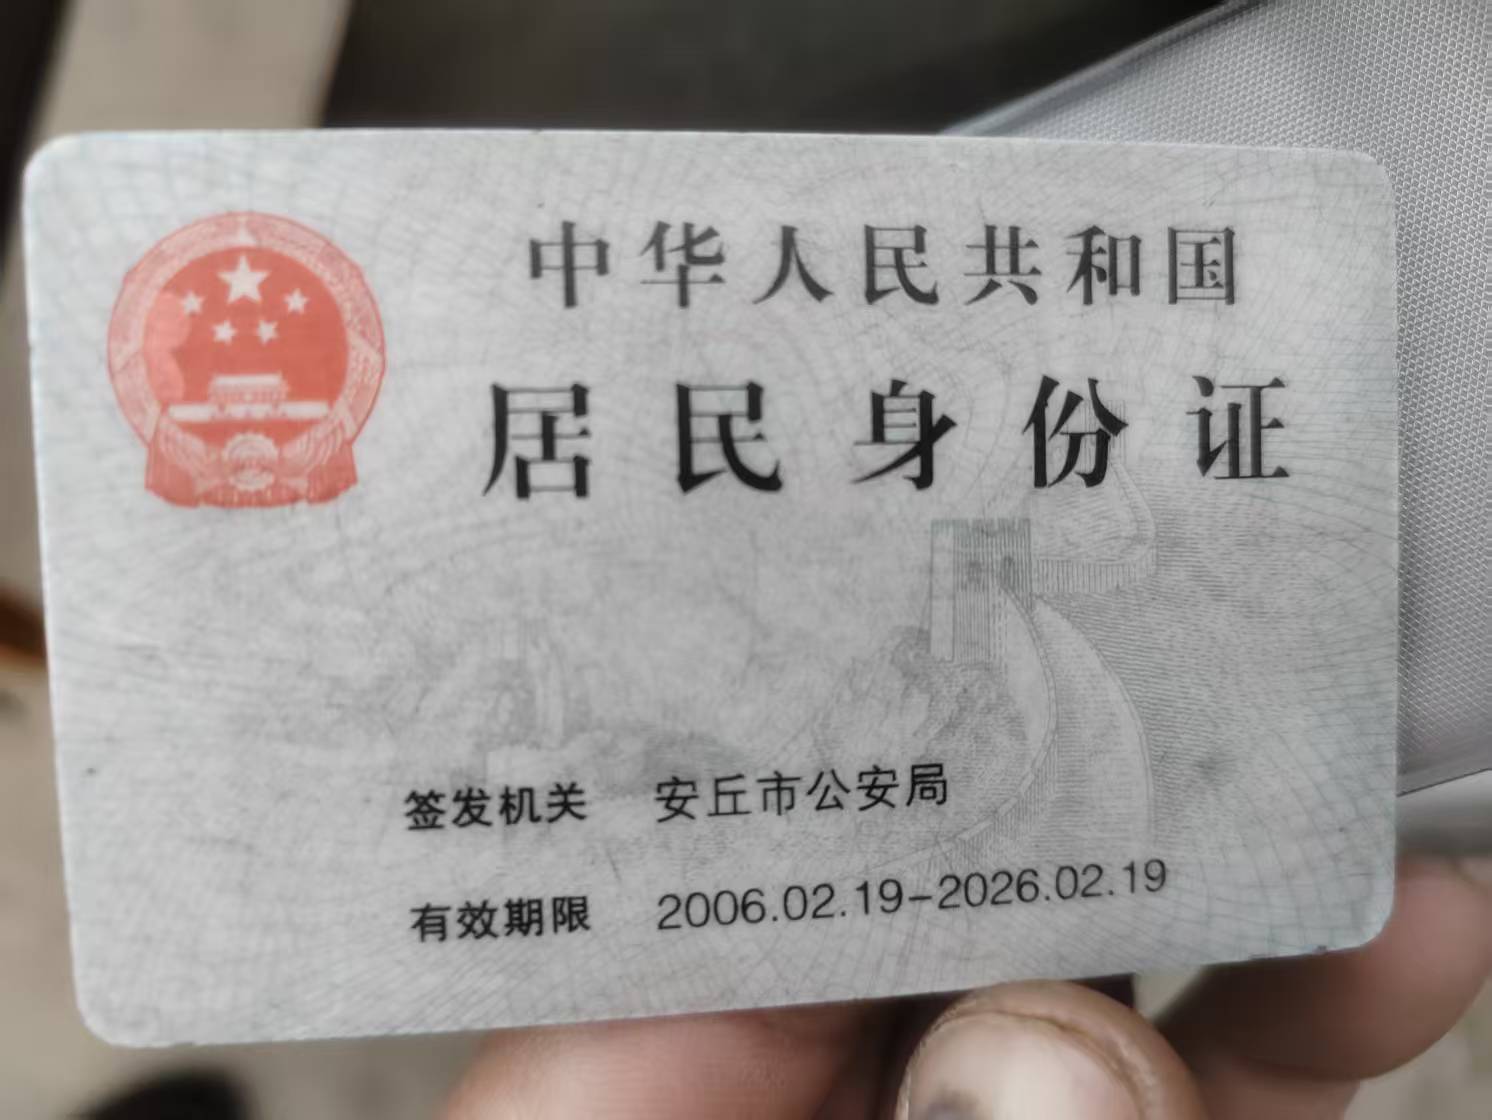 中华人民共和国
居民身份证
签发机关 安丘市公安局
有效期限 2006.02.19-2026.02.19